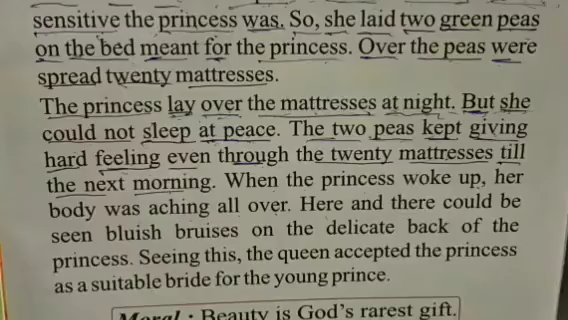 sensitive the princess was. So, she laid two green peas
on the bed meant for the princess. Over the peas were
spread twenty mattresses.
The princess lay over the mattresses at night. But she
could not sleep at peace. The two peas kept giving
hard feeling even through the twenty mattresses till
the next morning. When the princess woke up, her
body was aching all over. Here and there could be
seen bluish bruises on the delicate back of the
princess. Seeing this, the queen accepted the princess
as a suitable bride for the young prince.
Moral : Beauty is God's rarest gift.